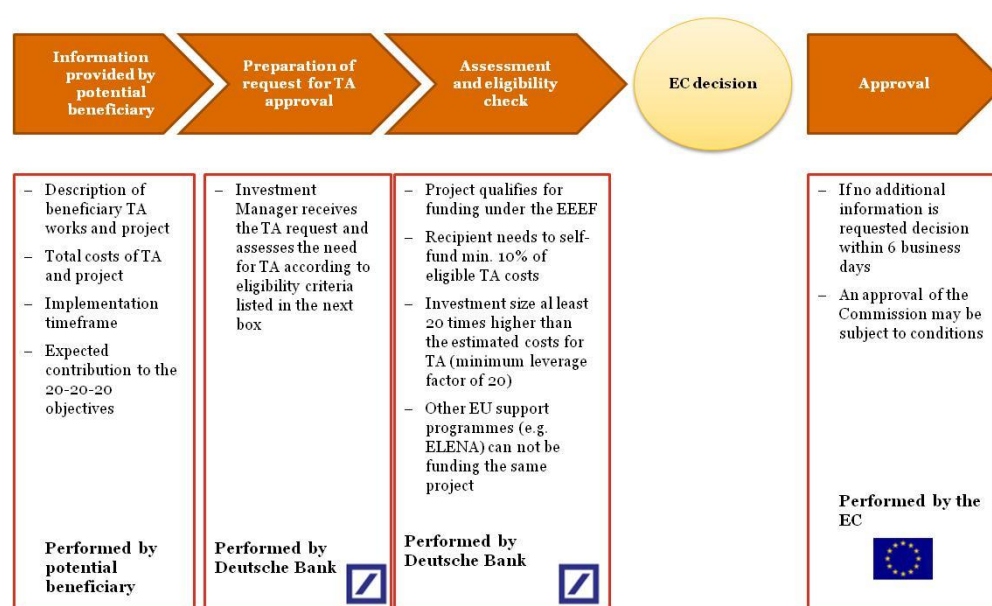 Information
provided by
potential
beneficiary
Preparation of
request for TA
approval
Assessment
and eligibility
check
EC decision
Approval
– Description of
beneficiary TA
works and project
– Total costs of TA
and project
– Implementation
timeframe
– Expected
contribution to the
20-20-20
objectives
Performed by
potential
beneficiary
– Investment
Manager receives
the TA request and
assesses the need
for TA according to
eligibility criteria
listed in the next
box
Performed by
Deutsche Bank
– Project qualifies for
funding under the EEEF
– Recipient needs to self-
fund min. 10% of
eligible TA costs
– Investment size al least
20 times higher than
the estimated costs for
TA (minimum leverage
factor of 20)
– Other EU support
programmes (e.g.
ELENA) can not be
funding the same
project
Performed by
Deutsche Bank
– If no additional
information is
requested decision
within 6 business
days
– An approval of the
Commission may be
subject to conditions
Performed by the
EC